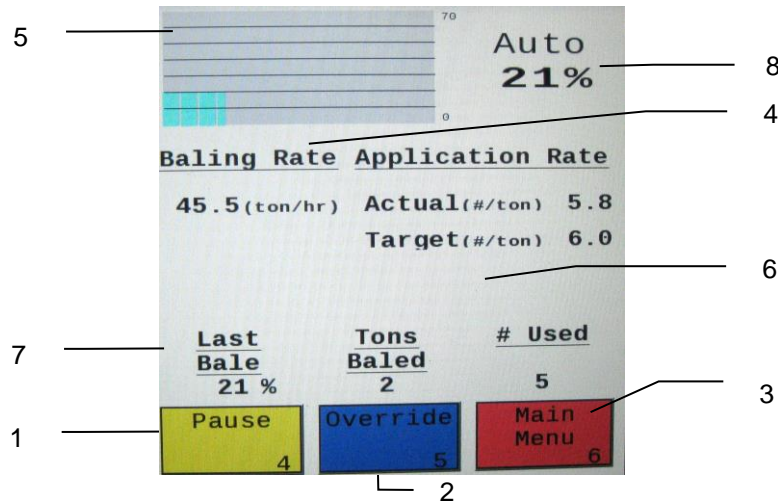 70
5
Auto
21%
8
0
4
Baling Rate Application Rate
45.5(ton/hr) Actual(#/ton) 5.8
Target(#/ton) 6.0
6
Last Bale
Tons Baled
# Used
7
21 %
2
5
3
Pause
4
Override
5
Main
Menu
6
1
2